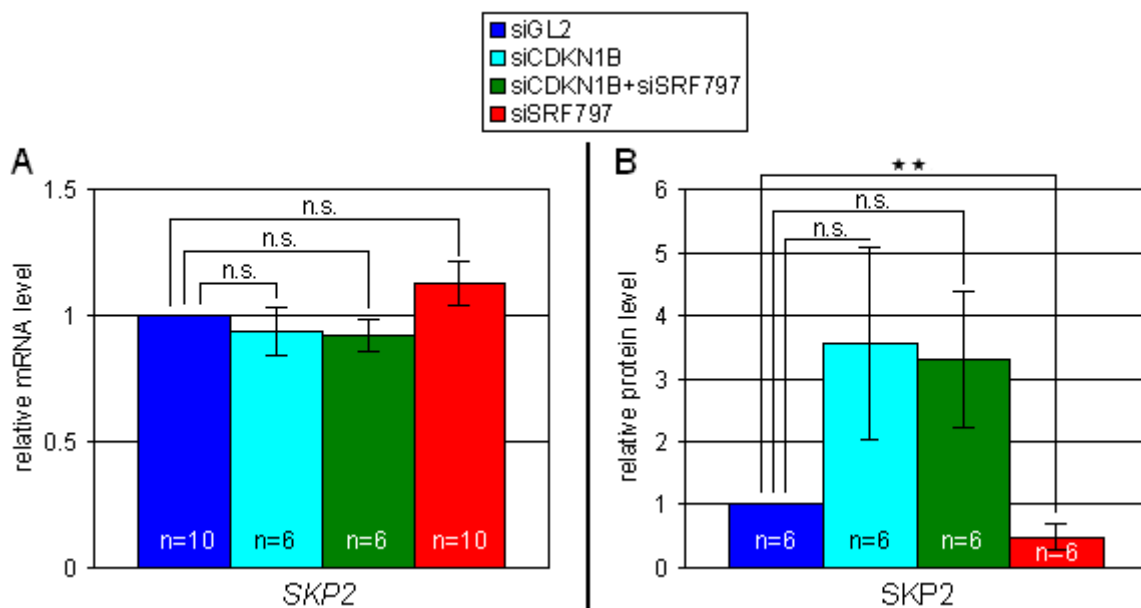 siGL2
siCDKN1B
siCDKN1B+siSRF797
siSRF797
A
relative mRNA level
1.5
1
0.5
0
n.s.
n.s.
n.s.
n=10
n=6
n=6
n=10
SKP2
B
relative protein level
6
5
4
3
2
1
0
★★
n.s.
n.s.
n=6
n=6
n=6
n=6
SKP2